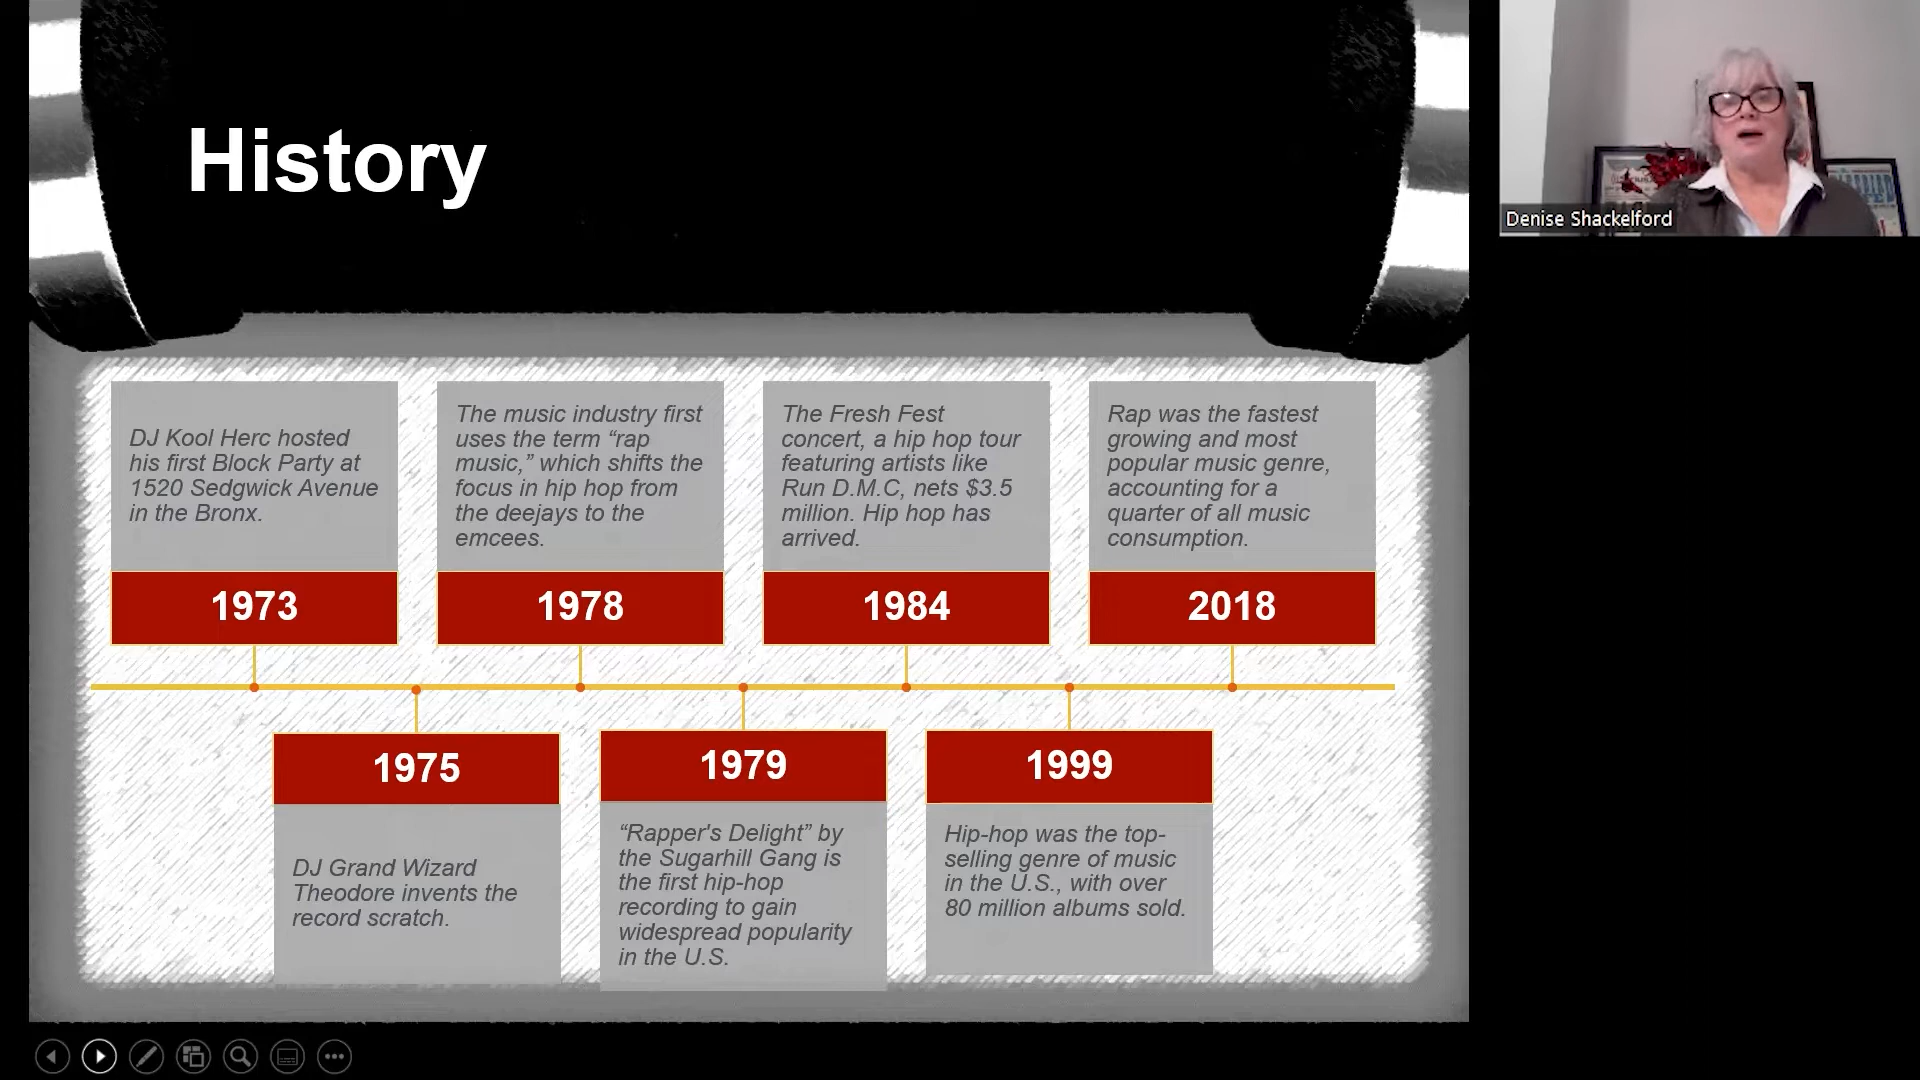 History
DJ Kool Herc hosted
his first Block Party at
1520 Sedgwick Avenue
in the Bronx.
1973
The music industry first
uses the term “rap
music,” which shifts the
focus in hip hop from
the deejays to the
emcees.
1978
The Fresh Fest
concert, a hip hop tour
featuring artists like
Run D.M.C, nets $3.5
million. Hip hop has
arrived.
1984
Rap was the fastest
growing and most
popular music genre,
accounting for a
quarter of all music
consumption.
2018
1975
DJ Grand Wizard
Theodore invents the
record scratch.
1979
“Rapper's Delight” by
the Sugarhill Gang is
the first hip-hop
recording to gain
widespread popularity
in the U.S.
1999
Hip-hop was the top-
selling genre of music
in the U.S., with over
80 million albums sold.
Denise Shackelford